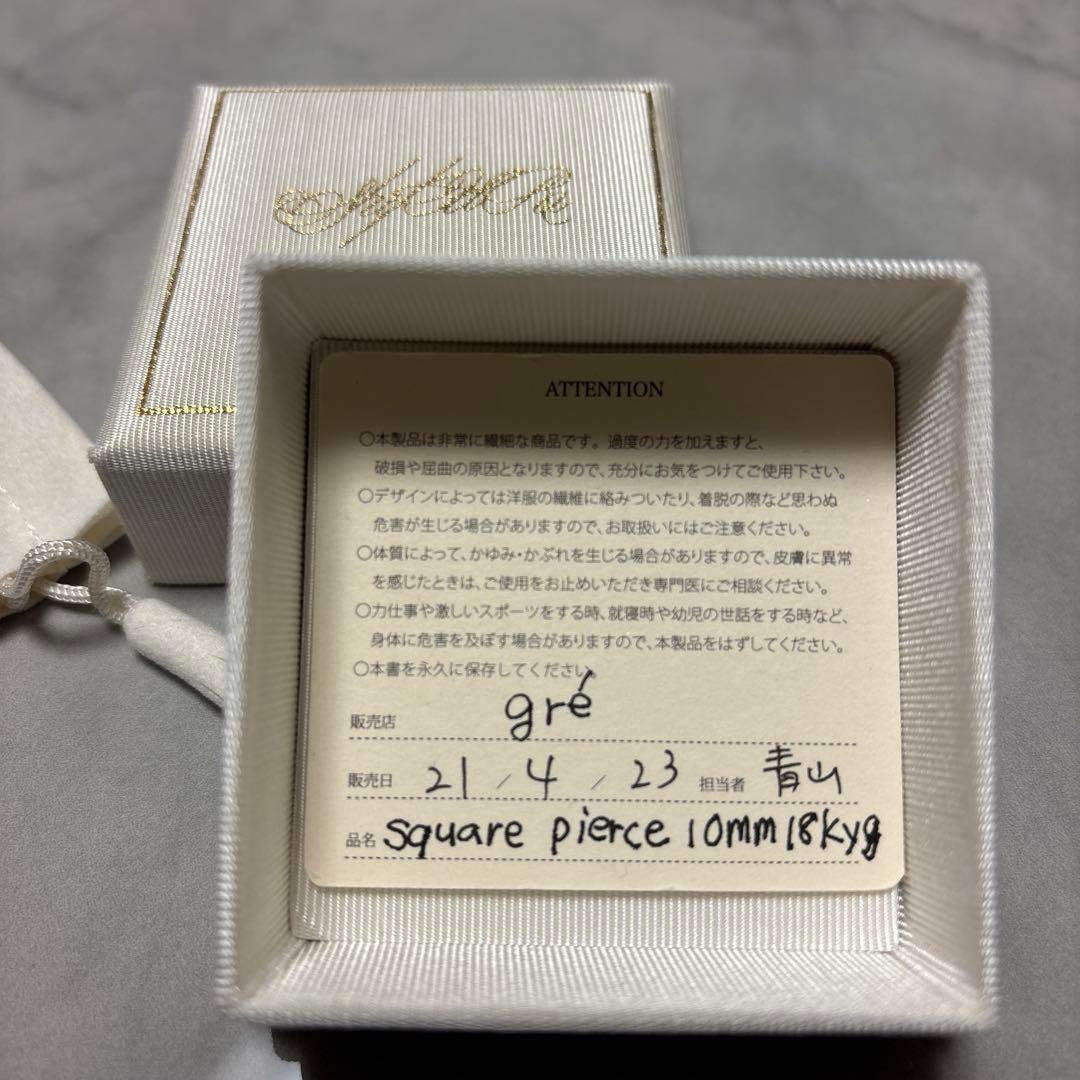 ATTENTION
○本製品は非常に繊細な商品です。過度の力を加えますと、
破損や屈曲の原因となりますので、充分にお気をつけてご使用下さい。
○デザインによっては洋服の繊維に絡みついたり、着脱の際など思わぬ
危害が生じる場合がありますので、お取扱いにはご注意ください。
○体質によって、かゆみ・かぶれを生じる場合がありますので、皮膚に異常
を感じたときは、ご使用をお止めいただき専門医にご相談ください。
○力仕事や激しいスポーツをする時、就寝時や幼児の世話をする時など、
身体に危害を及ぼす場合がありますので、本製品をはずしてください。
○本書を永久に保存してください。
販売店 gré
販売日 21 / 4 / 23 担当者 青山
品名 square pierce 10mm 18kyg